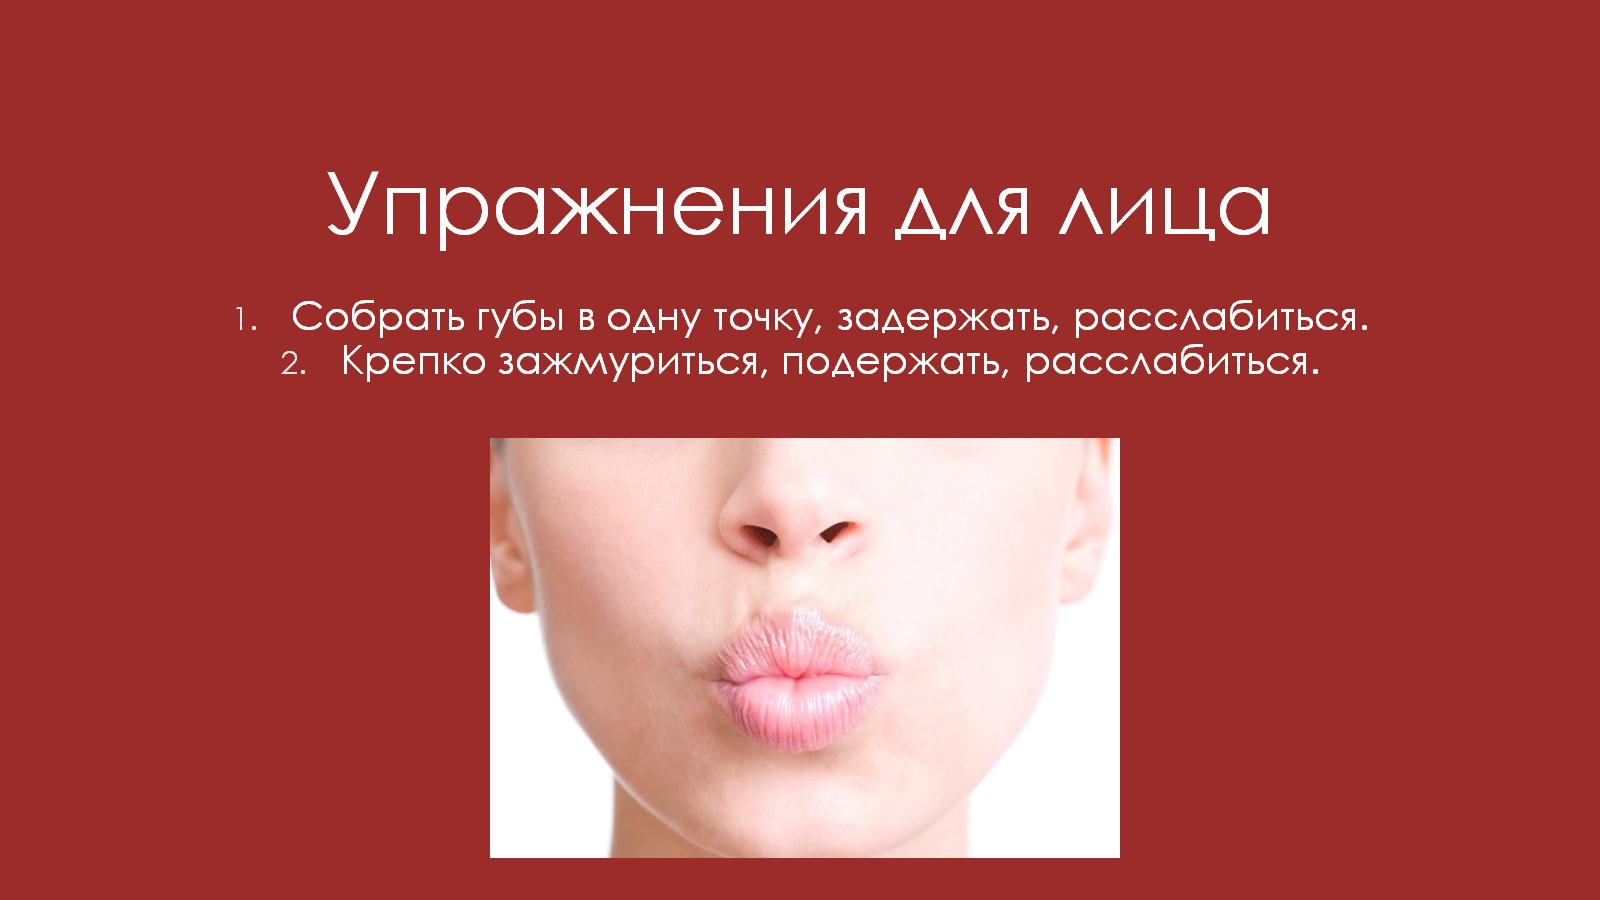 Упражнения для лица
1. Собрать губы в одну точку, задержать, расслабиться.
2. Крепко зажмуриться, подержать, расслабиться.